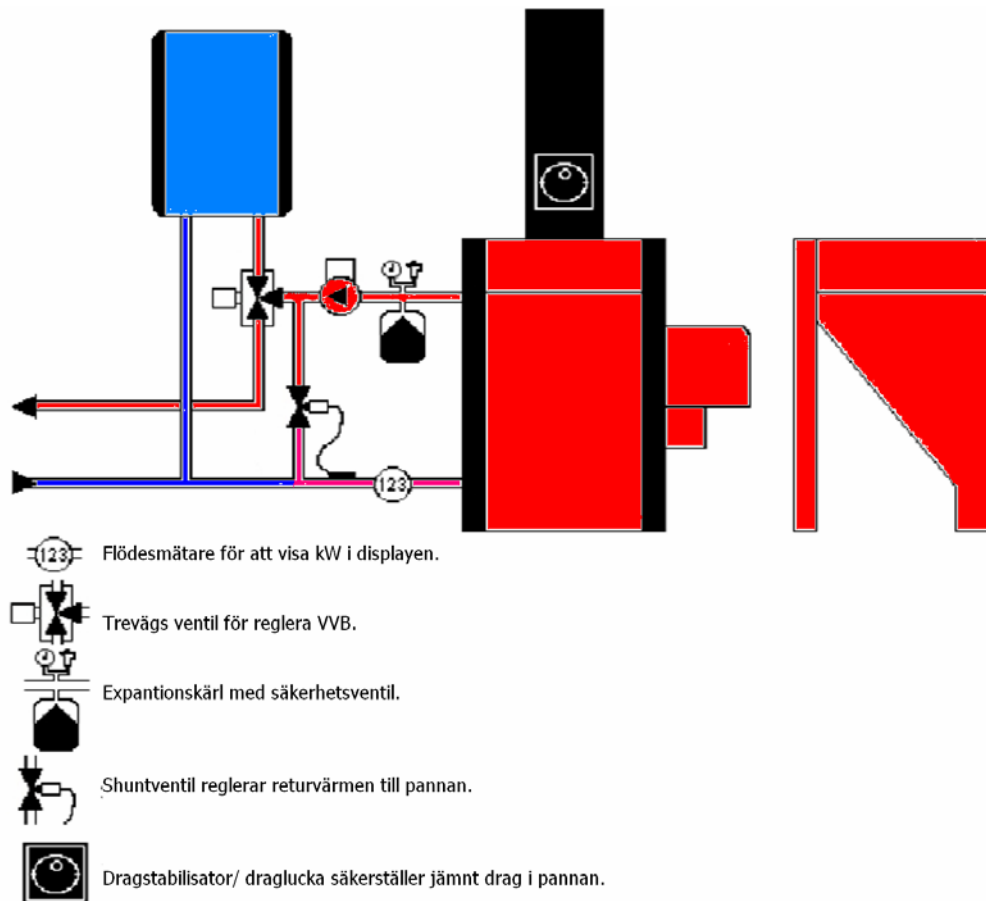 123
123
Flödesmätare för att visa kW i displayen.
Trevägs ventil för reglera VVB.
Expantionskärl med säkerhetsventil.
Shuntventil reglerar returvärmen till pannan.
Dragstabilisator/ draglucka säkerställer jämnt drag i pannan.